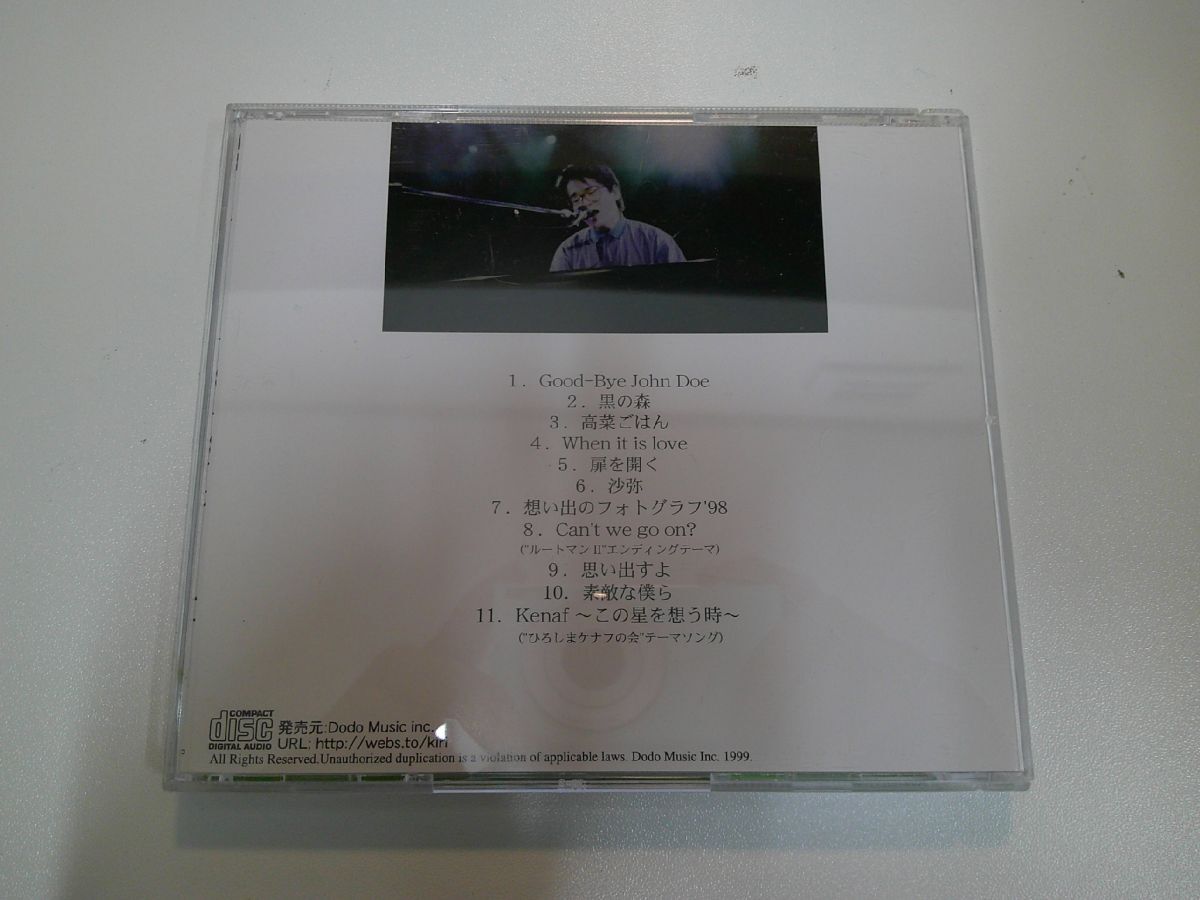 1. Good-Bye John Doe
2. 黒の森
3. 高菜ごはん
4. When it is love
5. 扉を開く
6. 沙弥
7. 想い出のフォトグラフ'98
8. Can't we go on?
("ルートマンⅡ"エンディングテーマ)
9. 思い出すよ
10. 素敵な僕ら
11. Kenaf ～この星を想う時～
("ひろしまケナフの会"テーマソング)
COMPACT
disc
DIGITAL AUDIO
発売元:Dodo Music inc.
URL: http://webs.to/kiri
All Rights Reserved.Unauthorized duplication is a violation of applicable laws. Dodo Music Inc. 1999.